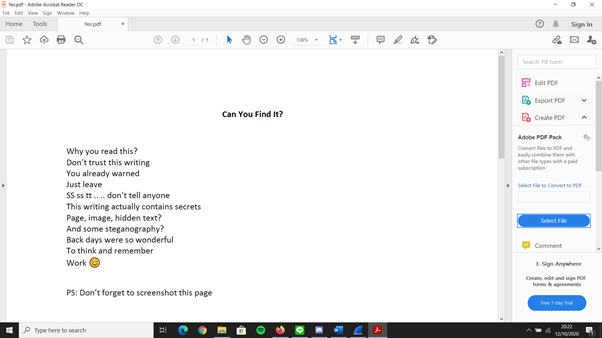 Yes.pdf - Adobe Acrobat Reader DC
File Edit View Sign Window Help
Home Tools Yes.pdf × Sign In
1 / 1 138%
Can You Find It?
Why you read this?
Don't trust this writing
You already warned
Just leave
SS ss tt .. .. don't tell anyone
This writing actually contains secrets
Page, image, hidden text?
And some steganography?
Back days were so wonderful
To think and remember
Work 😊
PS: Don't forget to screenshot this page
Search 'Fill Form'
Edit PDF
Export PDF
Create PDF
Adobe PDF Pack
Convert files to PDF and
easily combine them with
other file types with a paid
subscription
Select File to Convert to PDF
Select File
Comment
E-Sign Anywhere
Create, edit and sign PDF
forms & agreements
Free 7-day Trial
Type here to search
20:22
12/10/2020